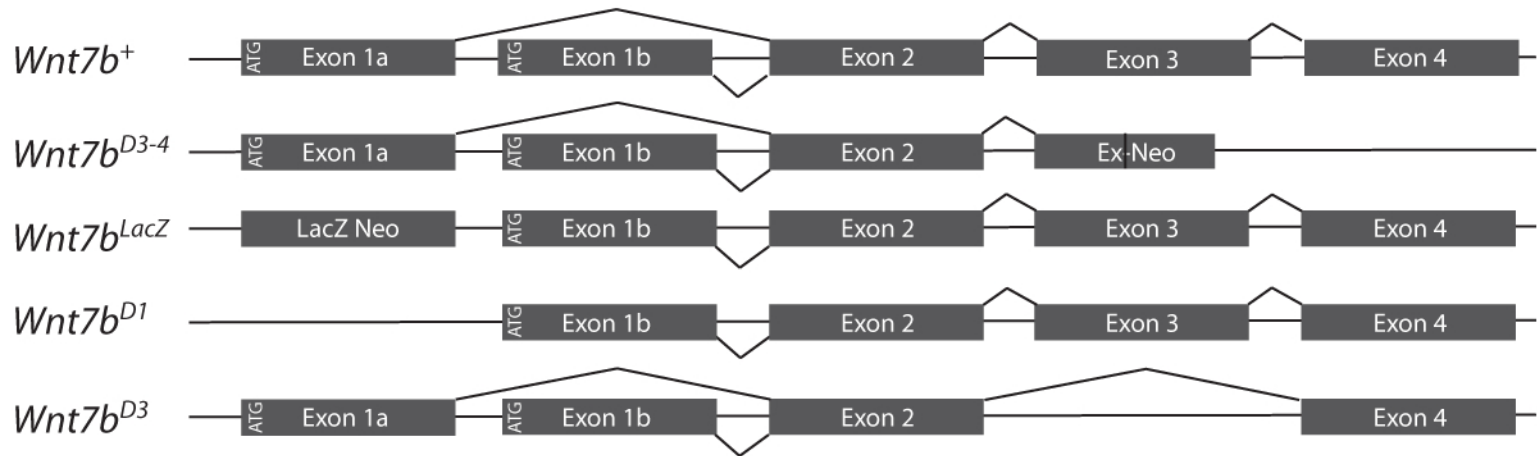 Wnt7b+ ATG Exon 1a ATG Exon 1b Exon 2 Exon 3 Exon 4
Wnt7bD3-4 ATG Exon 1a ATG Exon 1b Exon 2 Ex-Neo
Wnt7bLacZ LacZ Neo ATG Exon 1b Exon 2 Exon 3 Exon 4
Wnt7bD1 ATG Exon 1b Exon 2 Exon 3 Exon 4
Wnt7bD3 ATG Exon 1a ATG Exon 1b Exon 2 Exon 4